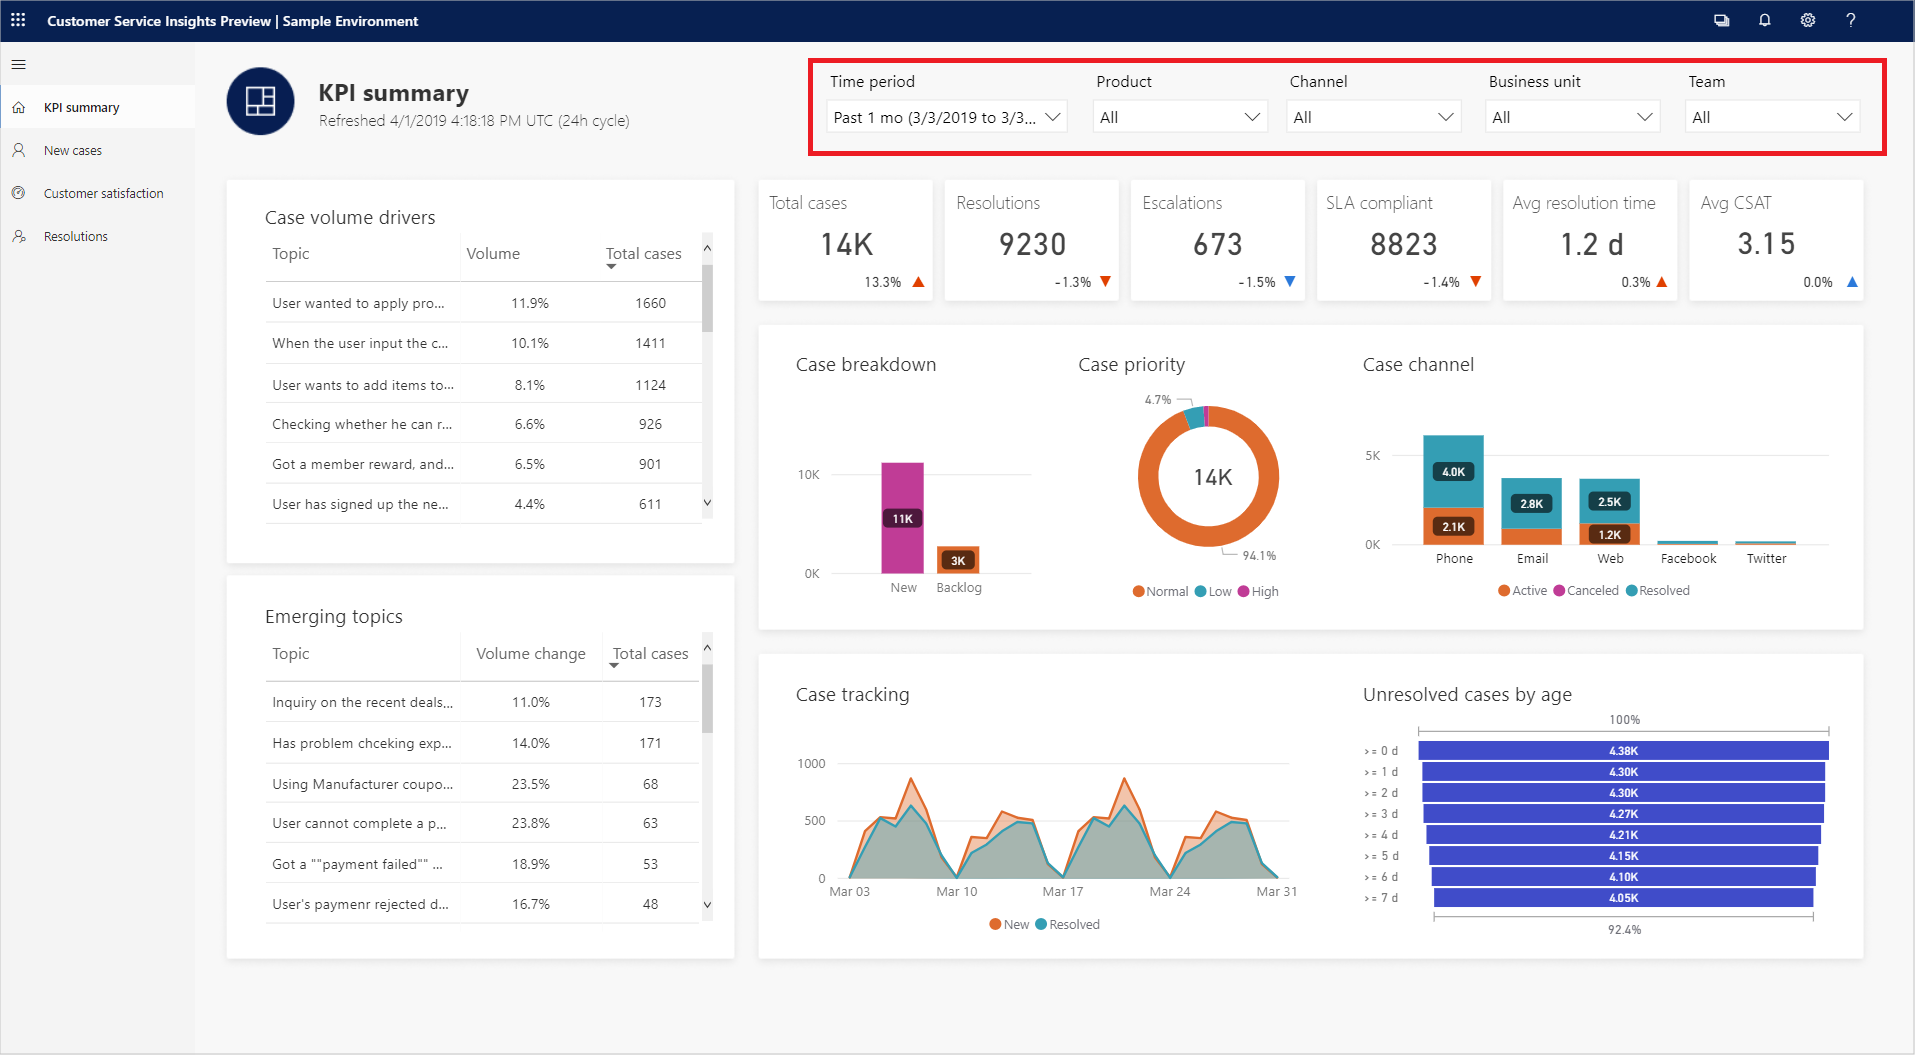 Customer Service Insights Preview | Sample Environment
?
KPI summary
New cases
Customer satisfaction
Resolutions
KPI summary
Refreshed 4/1/2019 4:18:18 PM UTC (24h cycle)
Time period Product Channel Business unit Team
Past 1 mo (3/3/2019 to 3/3... All All All All
Case volume drivers
Topic Volume Total cases
User wanted to apply pro... 11.9% 1660
When the user input the c... 10.1% 1411
User wants to add items to... 8.1% 1124
Checking whether he can r... 6.6% 926
Got a member reward, and... 6.5% 901
User has signed up the ne... 4.4% 611
Emerging topics
Topic Volume change Total cases
Inquiry on the recent deals... 11.0% 173
Has problem chceking exp... 14.0% 171
Using Manufacturer coupo... 23.5% 68
User cannot complete a p... 23.8% 63
Got a ""payment failed"" ... 18.9% 53
User's paymenr rejected d... 16.7% 48
Total cases Resolutions Escalations SLA compliant Avg resolution time Avg CSAT
14K 9230 673 8823 1.2 d 3.15
13.3% -1.3% -1.5% -1.4% 0.3% 0.0%
Case breakdown
10K
11K
3K
0K
New Backlog
Case priority
4.7%
14K
94.1%
Normal Low High
Case channel
5K
4.0K
2.8K 2.5K
2.1K 1.2K
0K
Phone Email Web Facebook Twitter
Active Canceled Resolved
Case tracking
1000
500
0
Mar 03 Mar 10 Mar 17 Mar 24 Mar 31
New Resolved
Unresolved cases by age
100%
>= 0 d 4.38K
>= 1 d 4.30K
>= 2 d 4.30K
>= 3 d 4.27K
>= 4 d 4.21K
>= 5 d 4.15K
>= 6 d 4.10K
>= 7 d 4.05K
92.4%